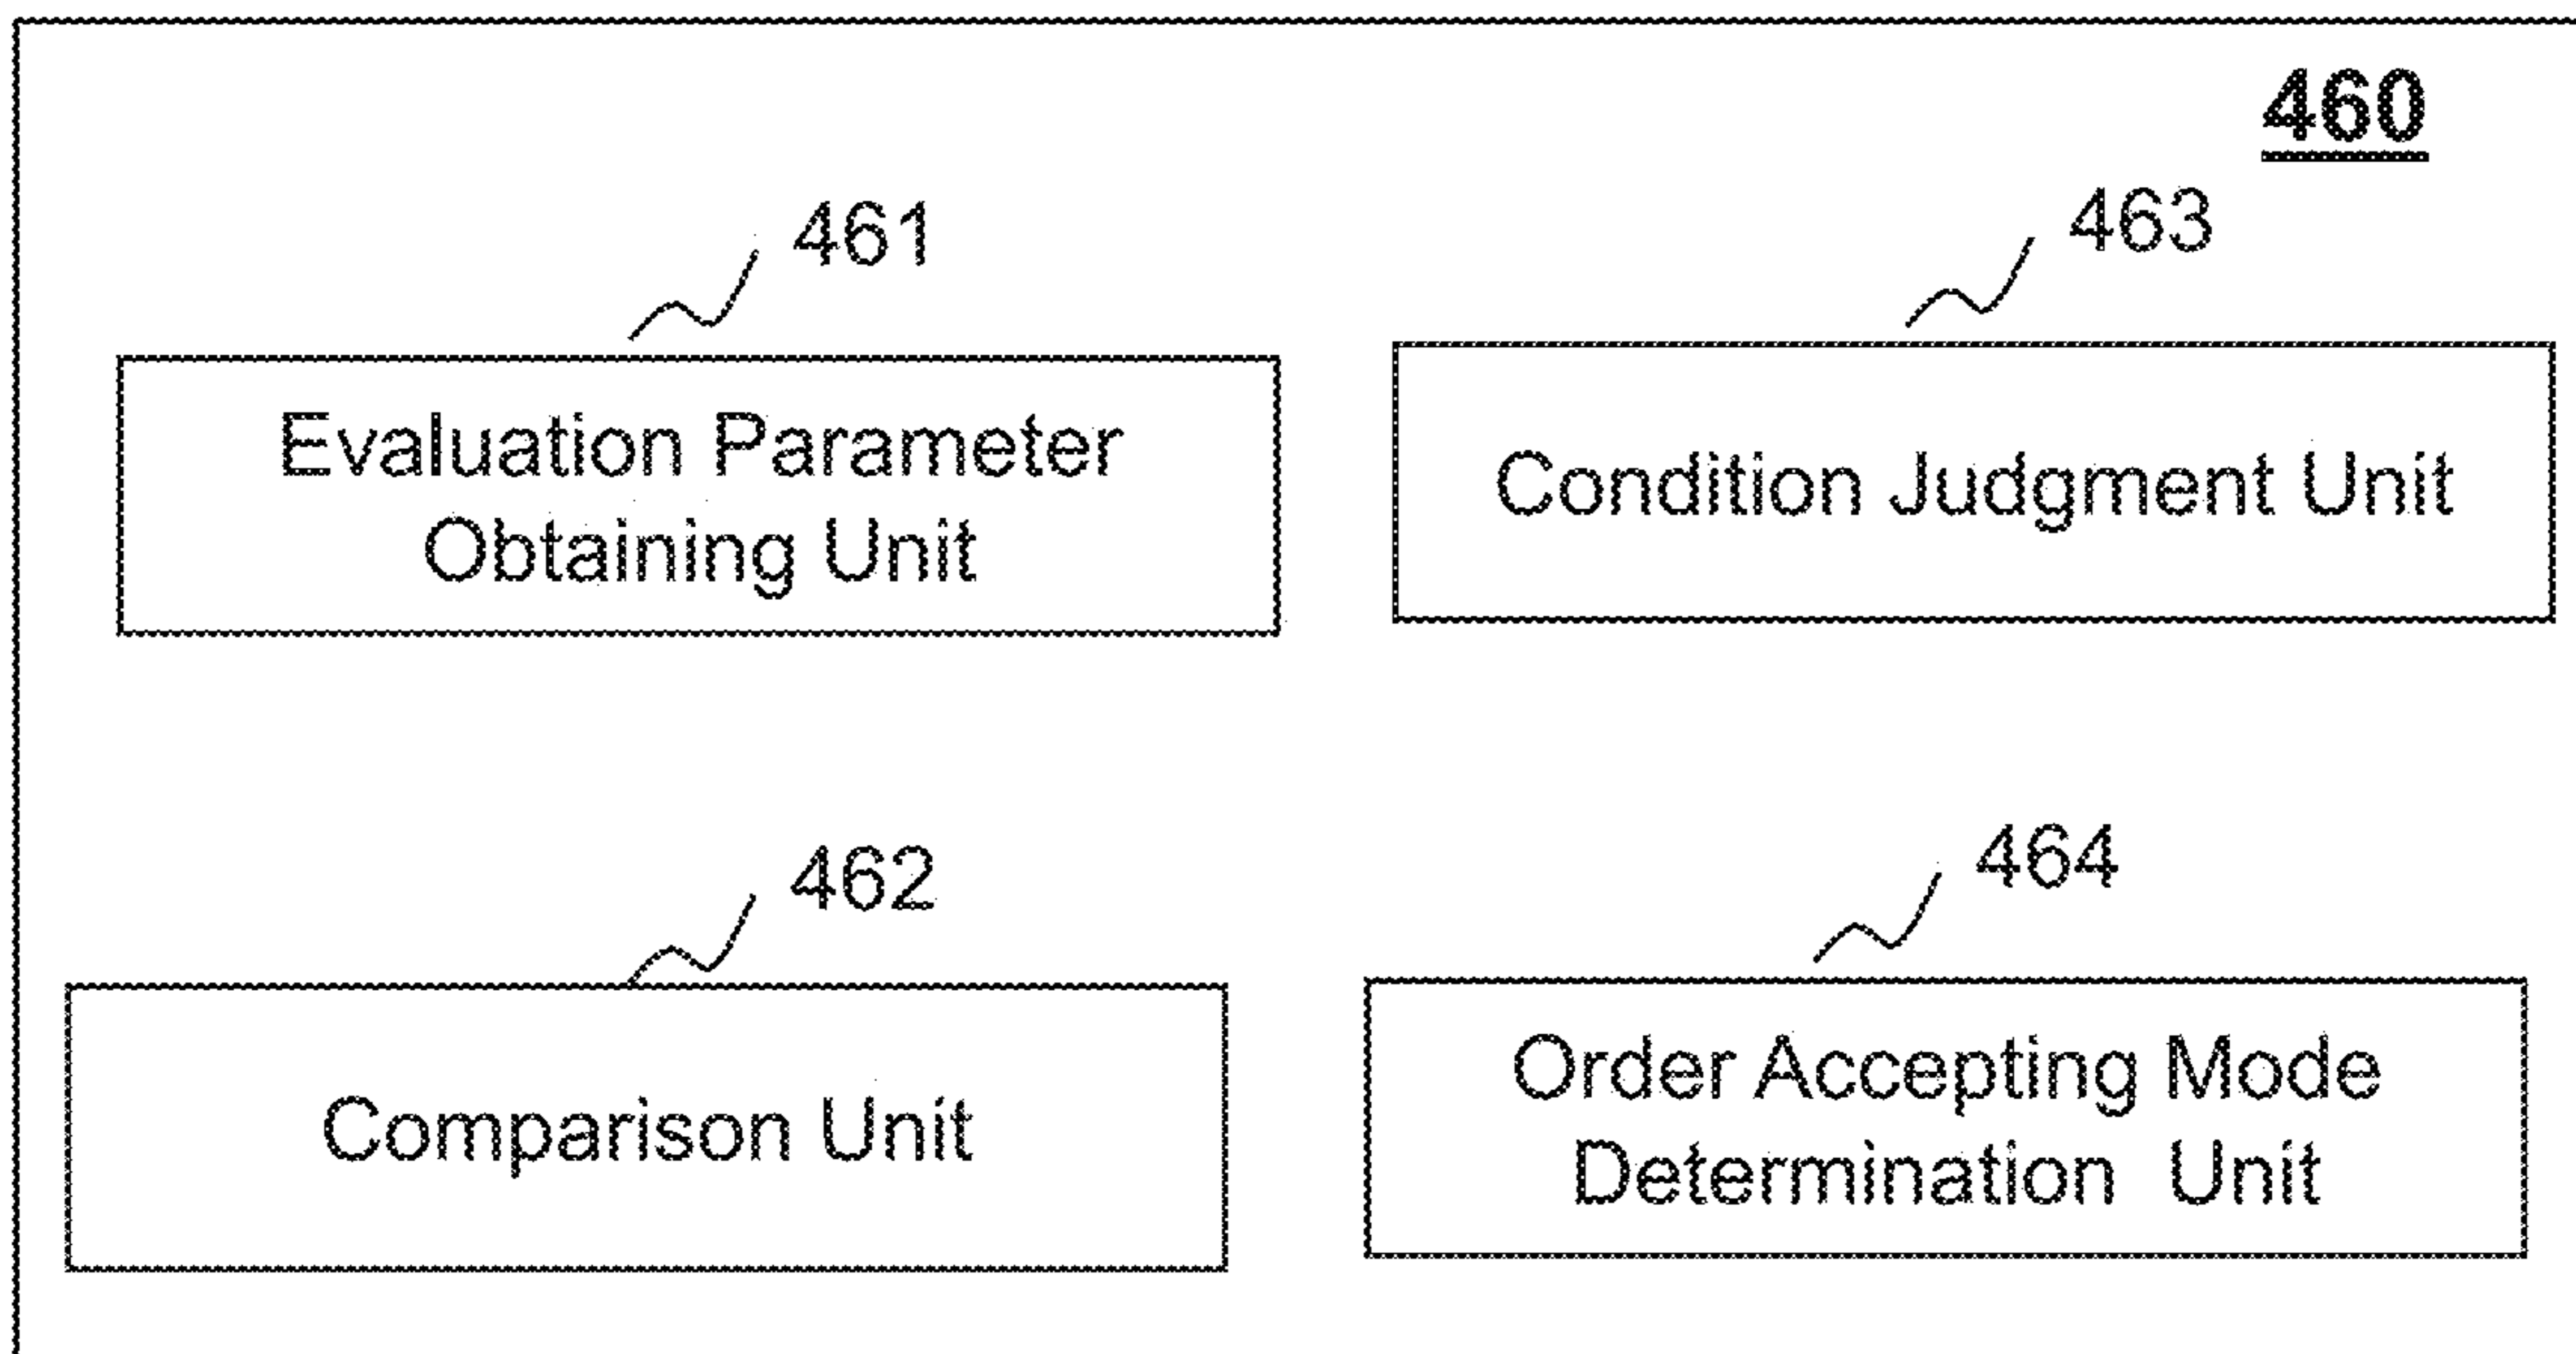 460
461
Evaluation Parameter
Obtaining Unit
463
Condition Judgment Unit
462
Comparison Unit
464
Order Accepting Mode
Determination Unit